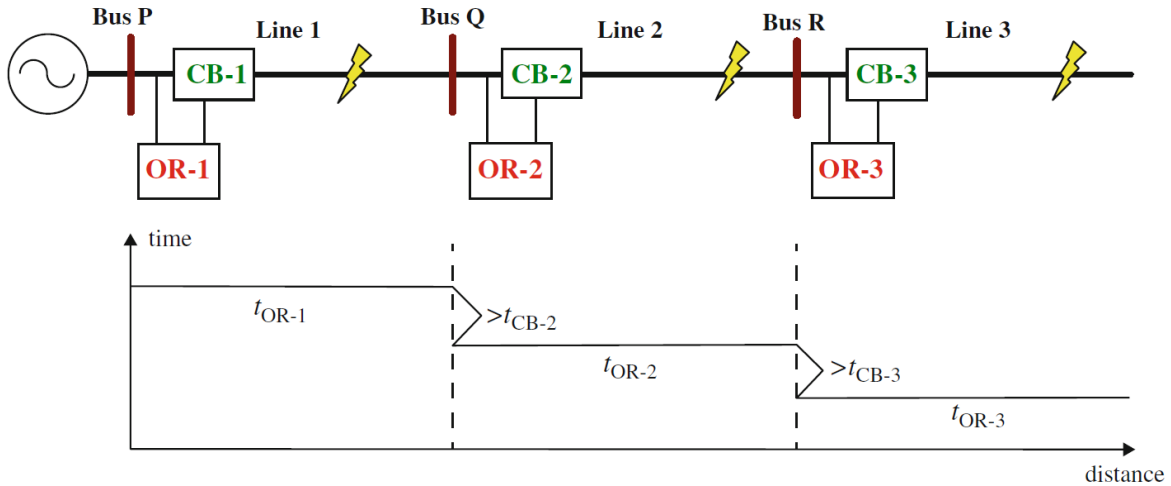 Bus P
Line 1
Bus Q
Line 2
Bus R
Line 3
CB-1
CB-2
CB-3
OR-1
OR-2
OR-3
time
tOR-1
>tCB-2
tOR-2
>tCB-3
tOR-3
distance